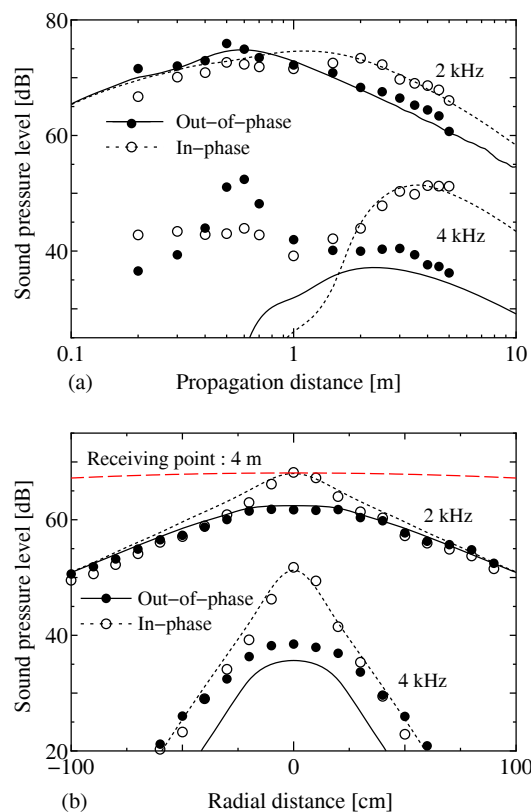 80
2 kHz
60
Out-of-phase
In-phase
40
4 kHz
Sound pressure level [dB]
0.1
1
10
(a)
Propagation distance [m]
Receiving point : 4 m
60
2 kHz
Out-of-phase
In-phase
40
4 kHz
Sound pressure level [dB]
20
−100
0
100
(b)
Radial distance [cm]